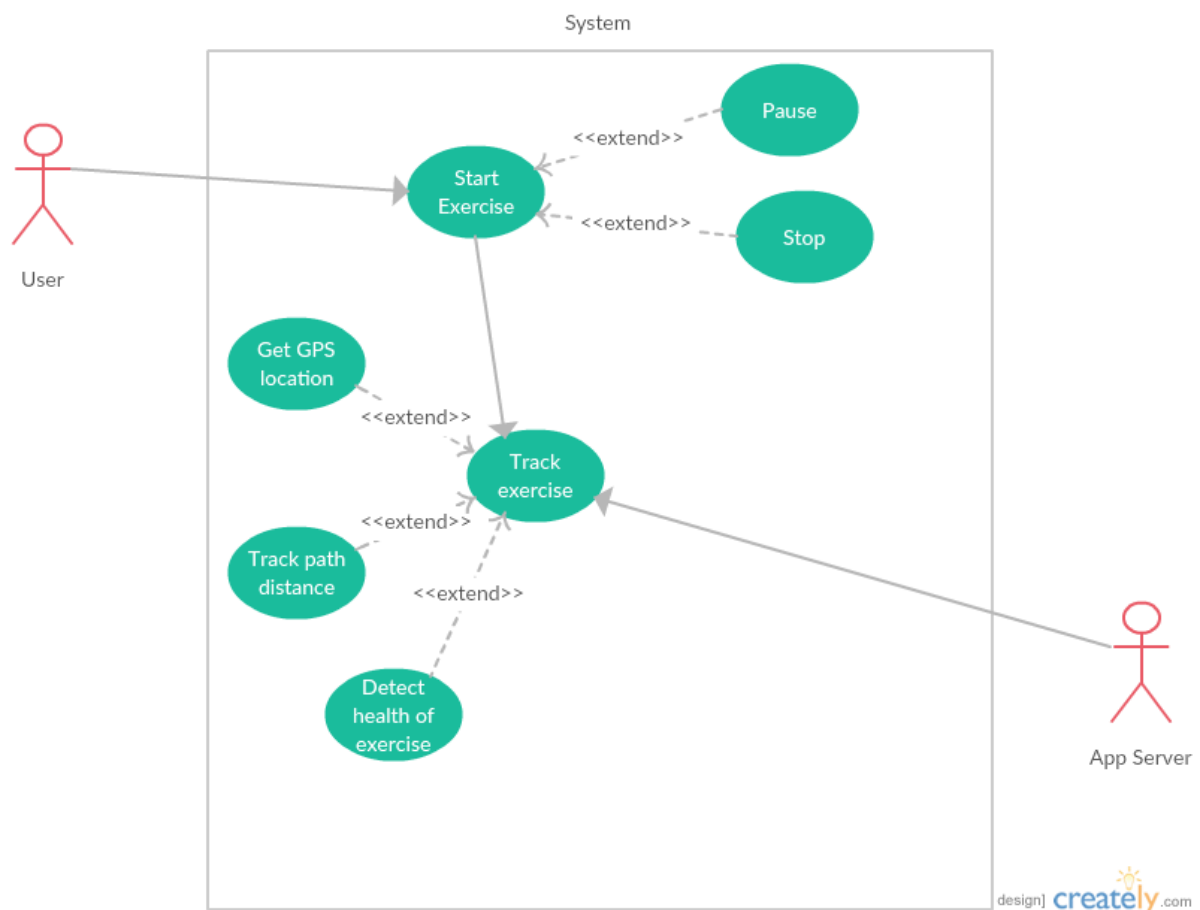 System
Pause
<<extend>>
Start
Exercise
<<extend>>
Stop
User
Get GPS
location
<<extend>>
Track
exercise
<<extend>>
Track path
distance
<<extend>>
Detect
health of
exercise
App Server
design] creately.com